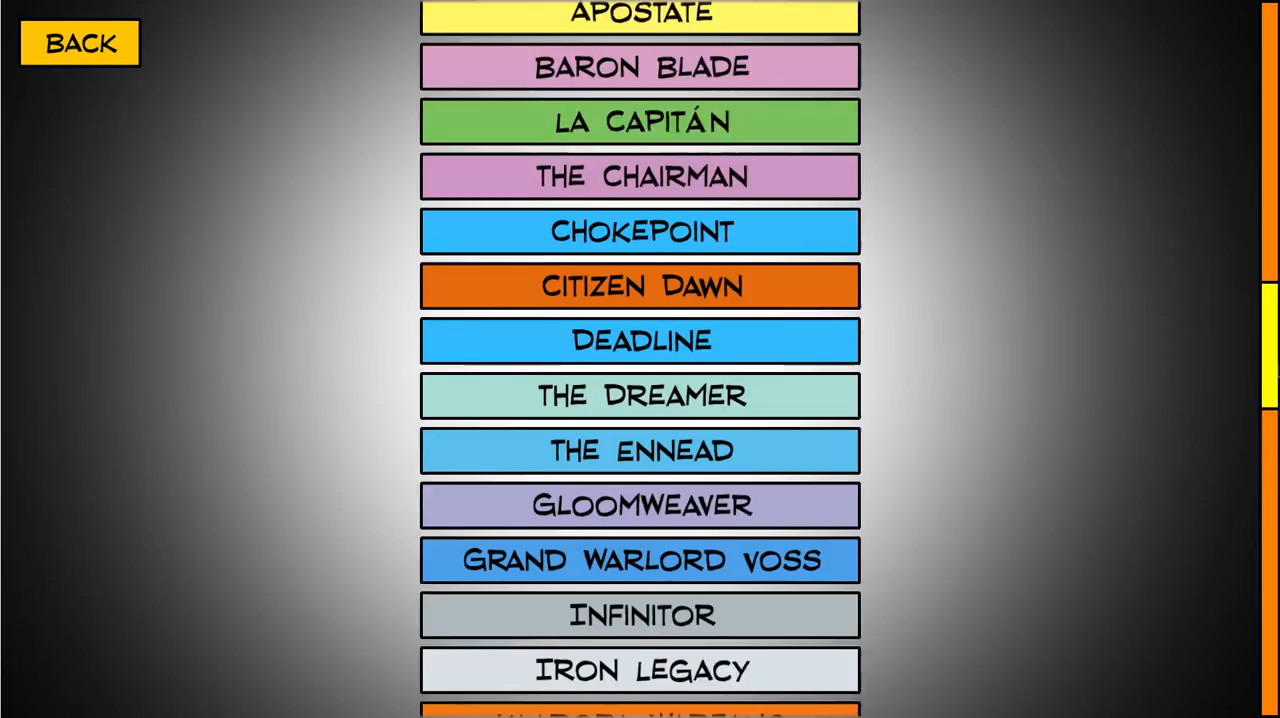 BACK
APOSTATE
BARON BLADE
LA CAPITÁN
THE CHAIRMAN
CHOKEPOINT
CITIZEN DAWN
DEADLINE
THE DREAMER
THE ENNEAD
GLOOMWEAVER
GRAND WARLORD VOSS
INFINITOR
IRON LEGACY